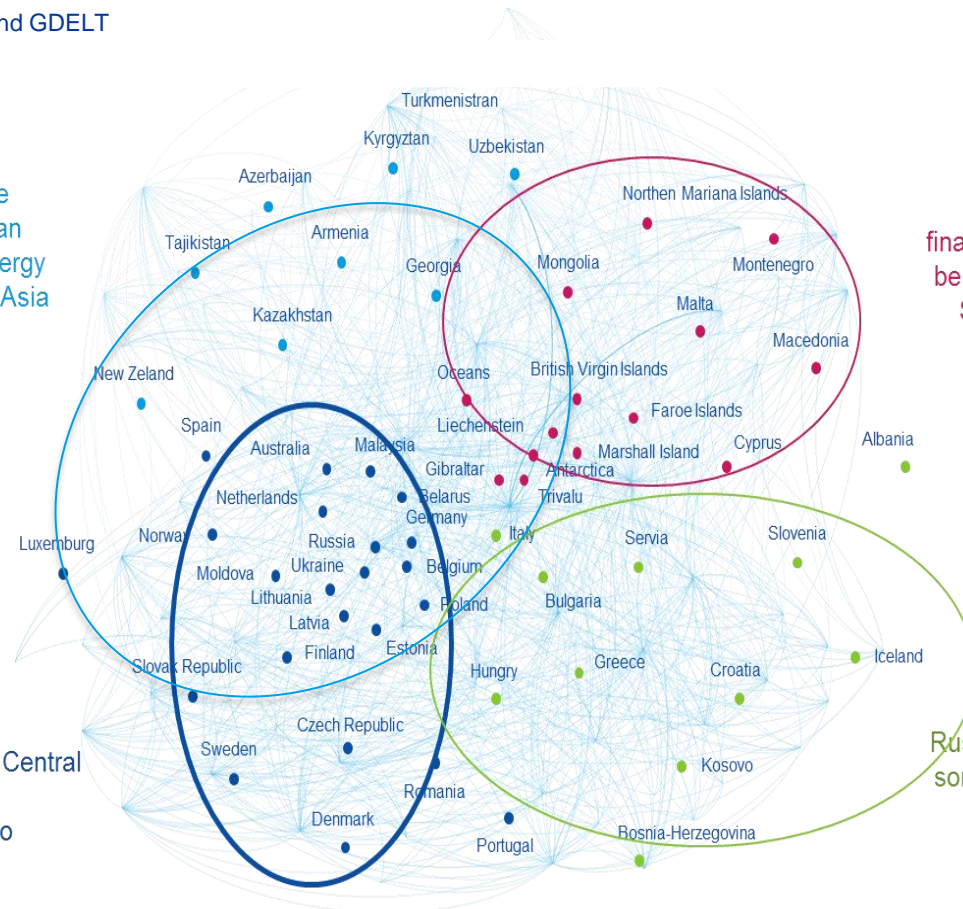 nd GDELT
Turkmenistran
Kyrgyztan
Uzbekistan
Azerbaijan
Northen Mariana Islands
e
an
ergy
Asia
Armenia
Tajikistan
Georgia
Mongolia
Montenegro
fina
be
S
Kazakhstan
Malta
Macedonia
New Zeland
Oceans
British Virgin Islands
Faroe Islands
Spain
Liechenstein
Australia
Malaysia
Marshall Island
Cyprus
Albania
Gibraltar
Antarctica
Netherlands
Belarus
Trivalu
Germany
Norway
Italy
Servia
Slovenia
Luxemburg
Russia
Moldova
Ukraine
Belgium
Lithuania
Poland
Bulgaria
Latvia
Estonia
Finland
Slovak Republic
Hungry
Greece
Croatia
Iceland
Czech Republic
Sweden
Central
Kosovo
Rus
som
Romania
Denmark
o
Portugal
Bosnia-Herzegovina